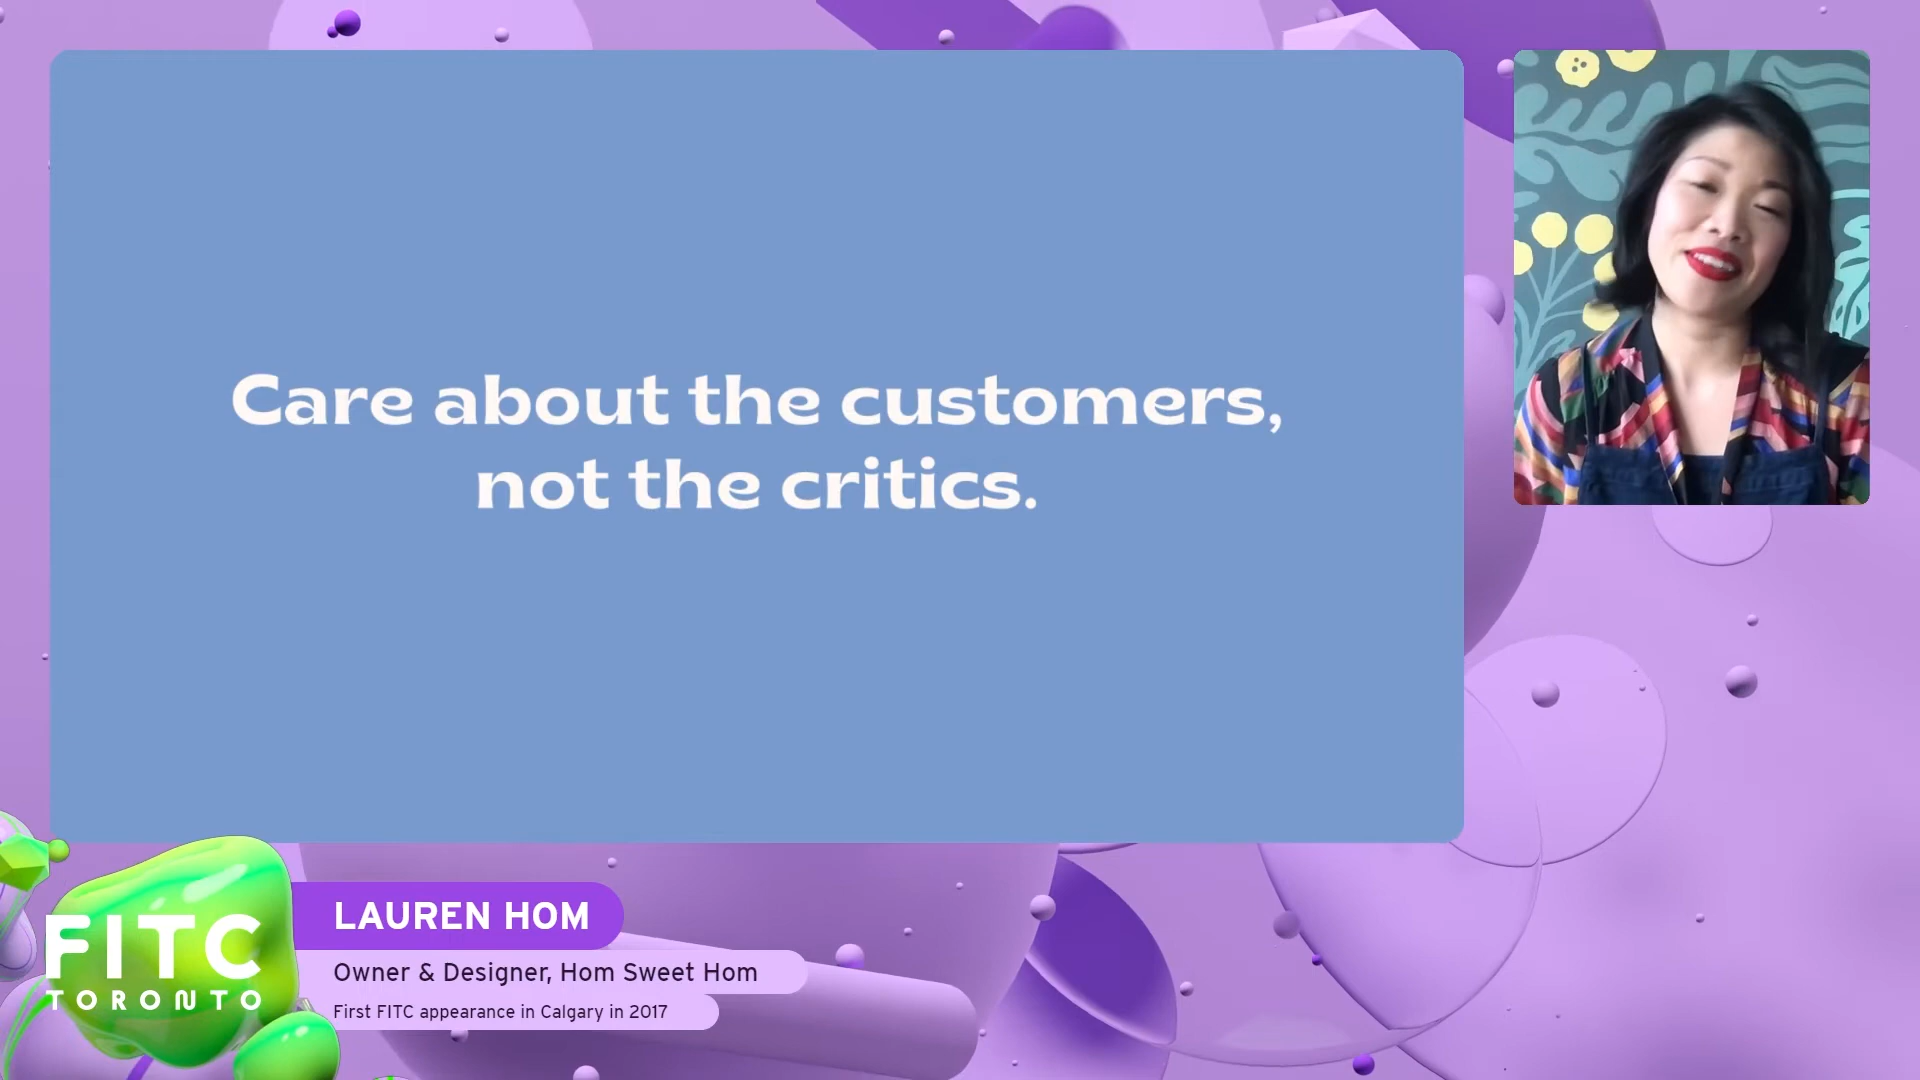 Care about the customers,
not the critics.
FITC
TORONTO
LAUREN HOM
Owner & Designer, Hom Sweet Hom
First FITC appearance in Calgary in 2017